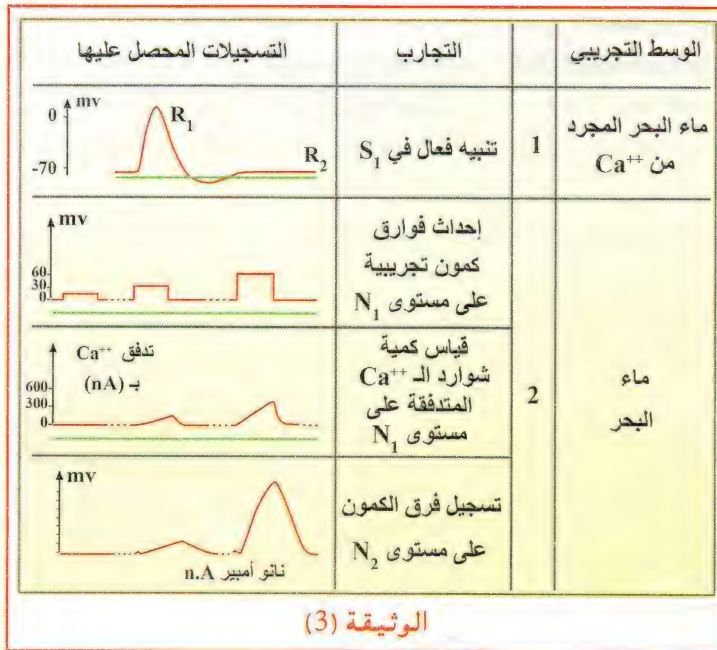 الوسط التجريبي
التجارب
التسجيلات المحصل عليها
ماء البحر المجرد
من Ca⁺⁺
1
تنبيه فعال في S₁
mv
0
-70
R₁
R₂
ماء
البحر
2
إحداث فوارق
كمون تجريبية
على مستوى N₁
mv
60
30
0
قياس كمية
شوارد الـ Ca⁺⁺
المتدفقة على
مستوى N₁
تدفق Ca⁺⁺
بـ (nA)
600
300
0
تسجيل فرق الكمون
على مستوى N₂
mv
نانو أمبير n.A
الوثيقة (3)